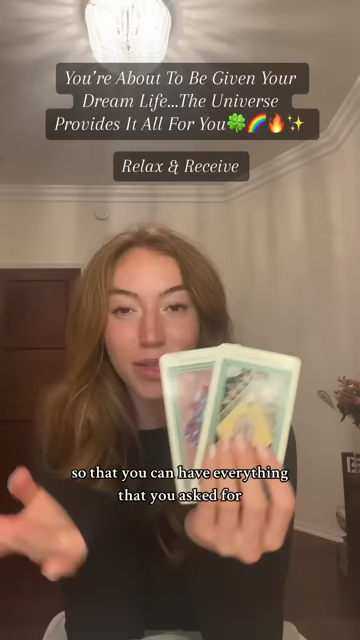 You're About To Be Given Your
Dream Life...The Universe
Provides It All For You🍀🌈🔥✨
Relax & Receive
so that you can have everything
that you asked for